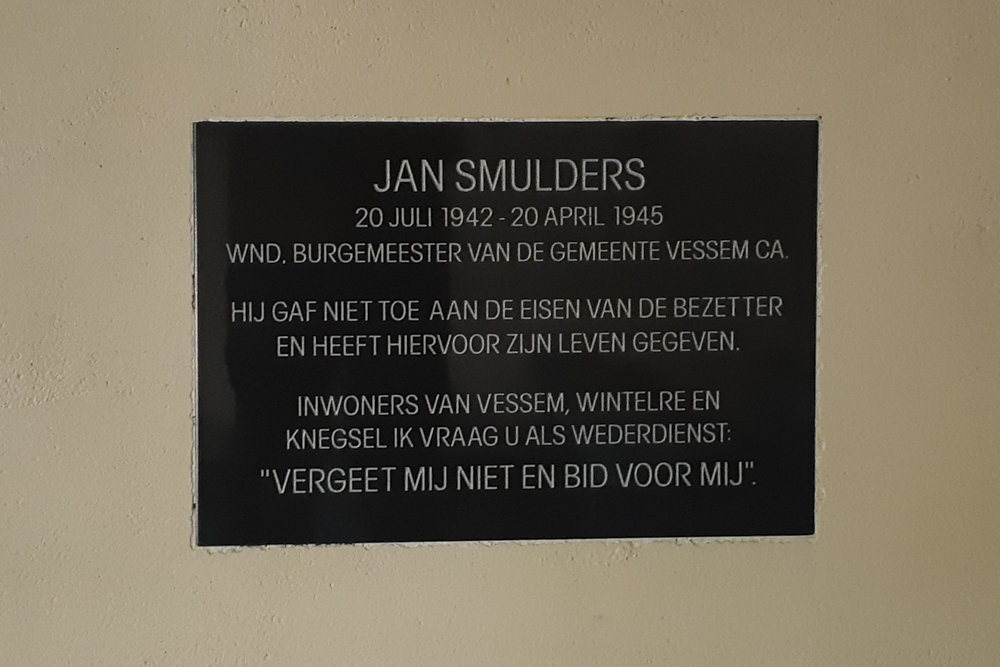 JAN SMULDERS
20 JULI 1942 - 20 APRIL 1945
WND. BURGEMEESTER VAN DE GEMEENTE VESSEM CA.
HIJ GAF NIET TOE AAN DE EISEN VAN DE BEZETTER
EN HEEFT HIERVOOR ZIJN LEVEN GEGEVEN.
INWONERS VAN VESSEM, WINTELRE EN
KNEGSEL IK VRAAG U ALS WEDERDIENST:
"VERGEET MIJ NIET EN BID VOOR MIJ".